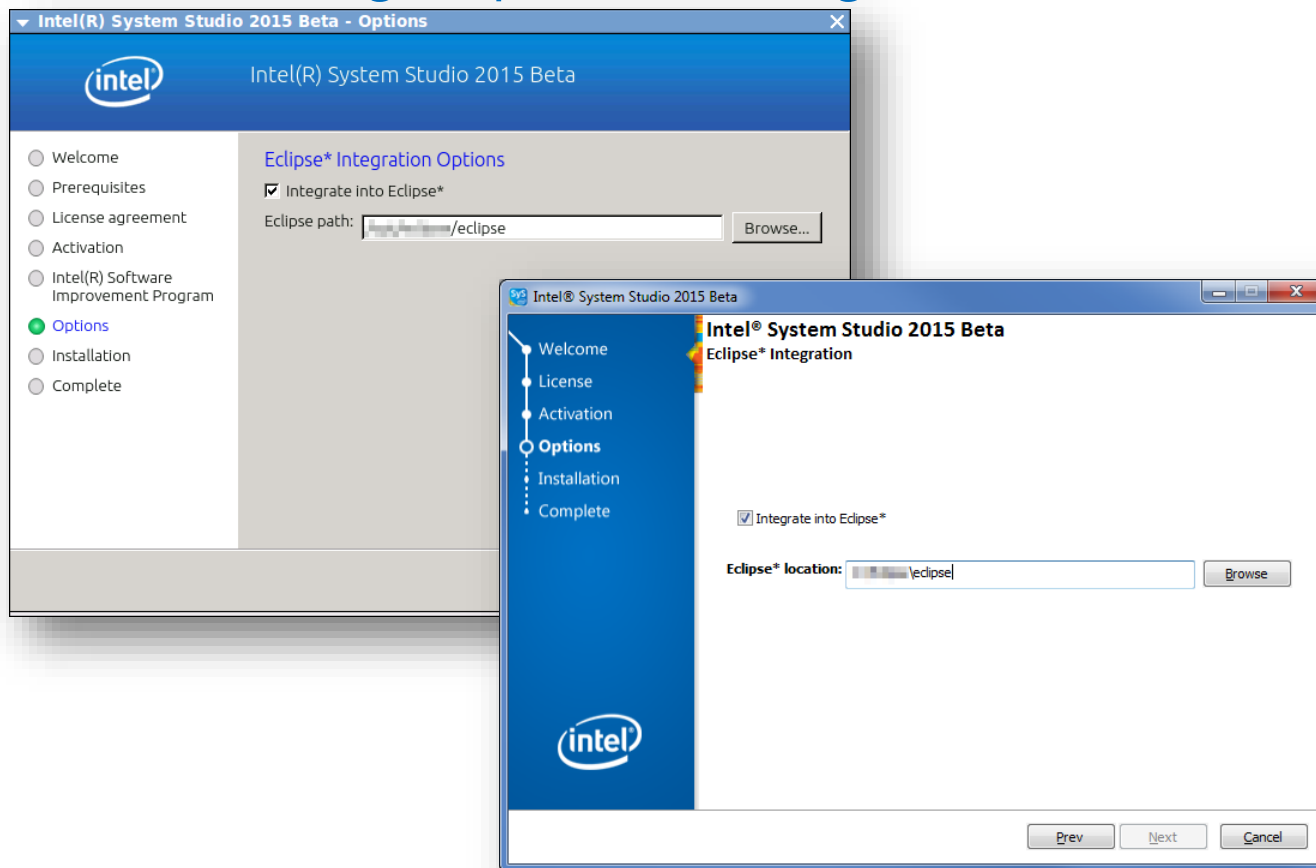 Intel(R) System Studio 2015 Beta - Options
intel
Intel(R) System Studio 2015 Beta
Welcome
Prerequisites
License agreement
Activation
Intel(R) Software
Improvement Program
Options
Installation
Complete
Eclipse* Integration Options
Integrate into Eclipse*
Eclipse path:
/eclipse
Browse...
Intel® System Studio 2015 Beta
Welcome
License
Activation
Options
Installation
Complete
intel
Intel® System Studio 2015 Beta
Eclipse* Integration
Integrate into Eclipse*
Eclipse* location:
\eclipse
Browse
Prev
Next
Cancel